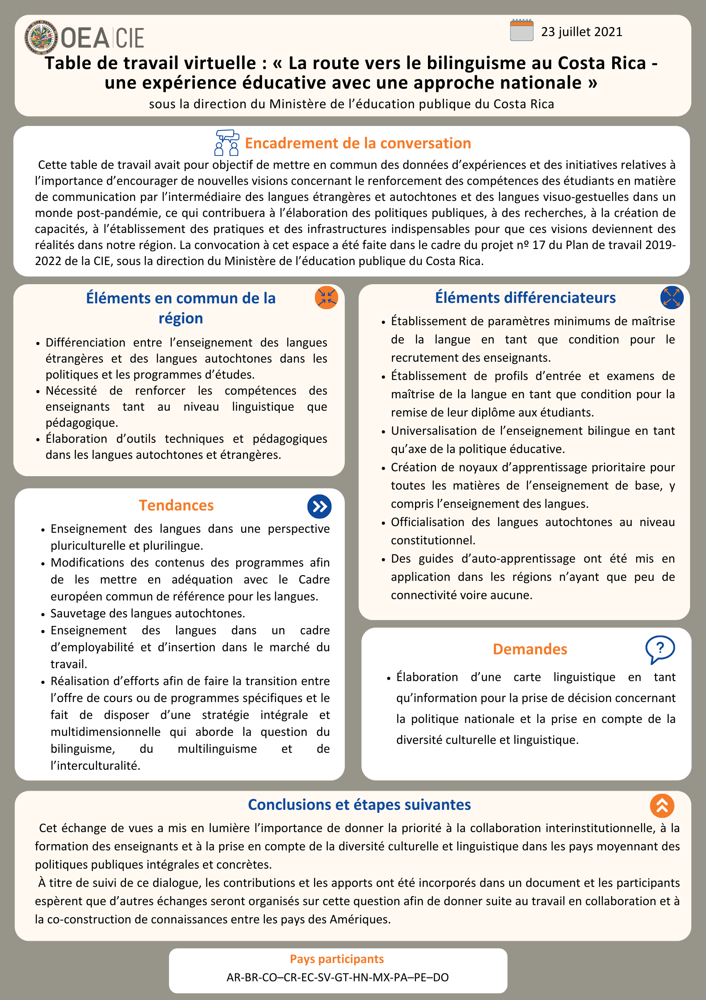 ORGANIZACIÓN DE LOS ESTADOS AMERICANOS
OEA|CIE
23 juillet 2021
Table de travail virtuelle : « La route vers le bilinguisme au Costa Rica -
une expérience éducative avec une approche nationale »
sous la direction du Ministère de l’éducation publique du Costa Rica
Encadrement de la conversation
Cette table de travail avait pour objectif de mettre en commun des données d’expériences et des initiatives relatives à
l’importance d’encourager de nouvelles visions concernant le renforcement des compétences des étudiants en matière
de communication par l’intermédiaire des langues étrangères et autochtones et des langues visuo-gestuelles dans un
monde post-pandémie, ce qui contribuera à l’élaboration des politiques publiques, à des recherches, à la création de
capacités, à l’établissement des pratiques et des infrastructures indispensables pour que ces visions deviennent des
réalités dans notre région. La convocation à cet espace a été faite dans le cadre du projet nº 17 du Plan de travail 2019-
2022 de la CIE, sous la direction du Ministère de l’éducation publique du Costa Rica.
Éléments en commun de la
région
• Différenciation entre l’enseignement des langues
étrangères et des langues autochtones dans les
politiques et les programmes d’études.
• Nécessité de renforcer les compétences des
enseignants tant au niveau linguistique que
pédagogique.
• Élaboration d’outils techniques et pédagogiques
dans les langues autochtones et étrangères.
Tendances
• Enseignement des langues dans une perspective
pluriculturelle et plurilingue.
• Modifications des contenus des programmes afin
de les mettre en adéquation avec le Cadre
européen commun de référence pour les langues.
• Sauvetage des langues autochtones.
• Enseignement des langues dans un cadre
d’employabilité et d’insertion dans le marché du
travail.
• Réalisation d’efforts afin de faire la transition entre
l’offre de cours ou de programmes spécifiques et le
fait de disposer d’une stratégie intégrale et
multidimensionnelle qui aborde la question du
bilinguisme, du multilinguisme et de
l’interculturalité.
Éléments différenciateurs
• Établissement de paramètres minimums de maîtrise
de la langue en tant que condition pour le
recrutement des enseignants.
• Établissement de profils d’entrée et examens de
maîtrise de la langue en tant que condition pour la
remise de leur diplôme aux étudiants.
• Universalisation de l’enseignement bilingue en tant
qu’axe de la politique éducative.
• Création de noyaux d’apprentissage prioritaire pour
toutes les matières de l’enseignement de base, y
compris l’enseignement des langues.
• Officialisation des langues autochtones au niveau
constitutionnel.
• Des guides d’auto-apprentissage ont été mis en
application dans les régions n’ayant que peu de
connectivité voire aucune.
Demandes
?
• Élaboration d’une carte linguistique en tant
qu’information pour la prise de décision concernant
la politique nationale et la prise en compte de la
diversité culturelle et linguistique.
Conclusions et étapes suivantes
Cet échange de vues a mis en lumière l’importance de donner la priorité à la collaboration interinstitutionnelle, à la
formation des enseignants et à la prise en compte de la diversité culturelle et linguistique dans les pays moyennant des
politiques publiques intégrales et concrètes.
À titre de suivi de ce dialogue, les contributions et les apports ont été incorporés dans un document et les participants
espèrent que d’autres échanges seront organisés sur cette question afin de donner suite au travail en collaboration et à
la co-construction de connaissances entre les pays des Amériques.
Pays participants
AR-BR-CO–CR-EC-SV-GT-HN-MX-PA–PE–DO